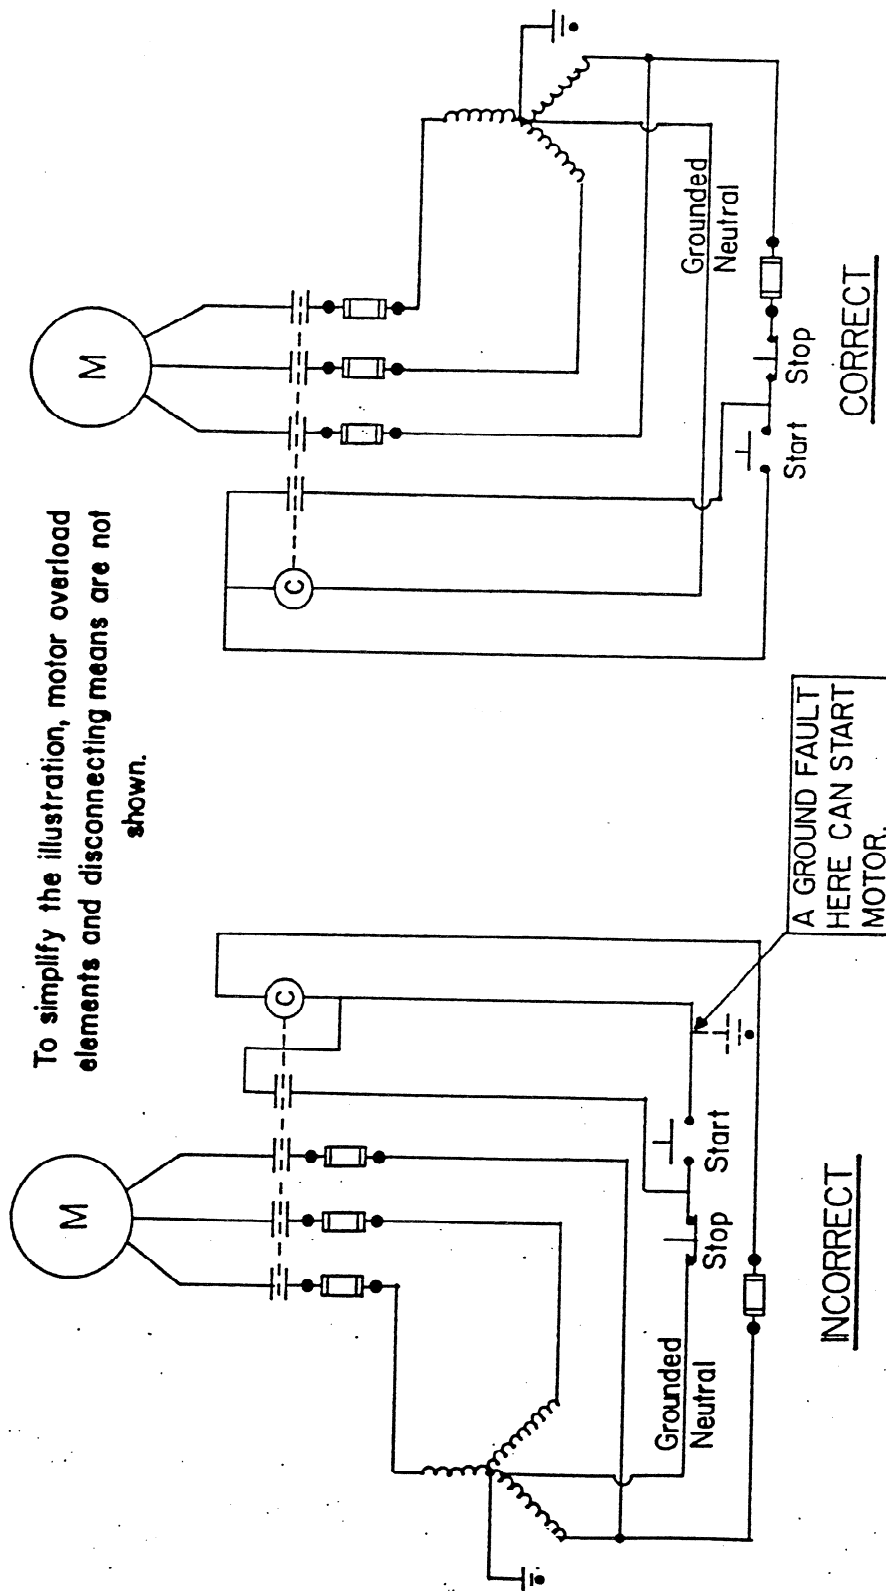 To simplify the illustration, motor overload
elements and disconnecting means are not
shown.
M
C
Grounded
Neutral
Stop
Start
INCORRECT
A GROUND FAULT
HERE CAN START
MOTOR.
M
C
Grounded
Neutral
Start
Stop
CORRECT